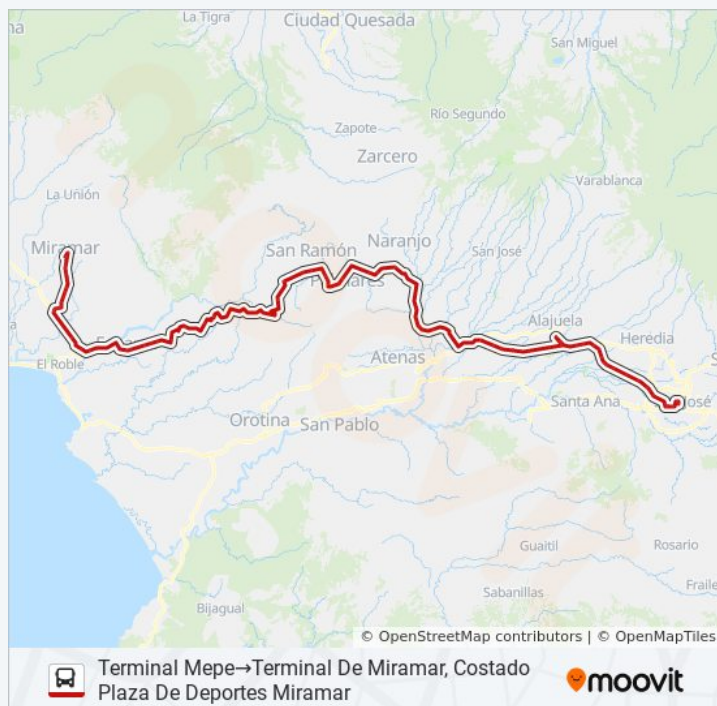 Ciudad Quesada
La Tigra
San Miguel
Río Segundo
Zapote
Zarcero
Varablanca
La Unión
Miramar
San Ramón
Naranjo
San José
Alajuela
Heredia
El Roble
Atenas
Santa Ana
José
Orotina
San Pablo
Guaitil
Rosario
Sabanillas
Fraile
Bijagual
© OpenStreetMap contributors | © OpenMapTiles
Terminal Mepe→Terminal De Miramar, Costado
Plaza De Deportes Miramar
moovit